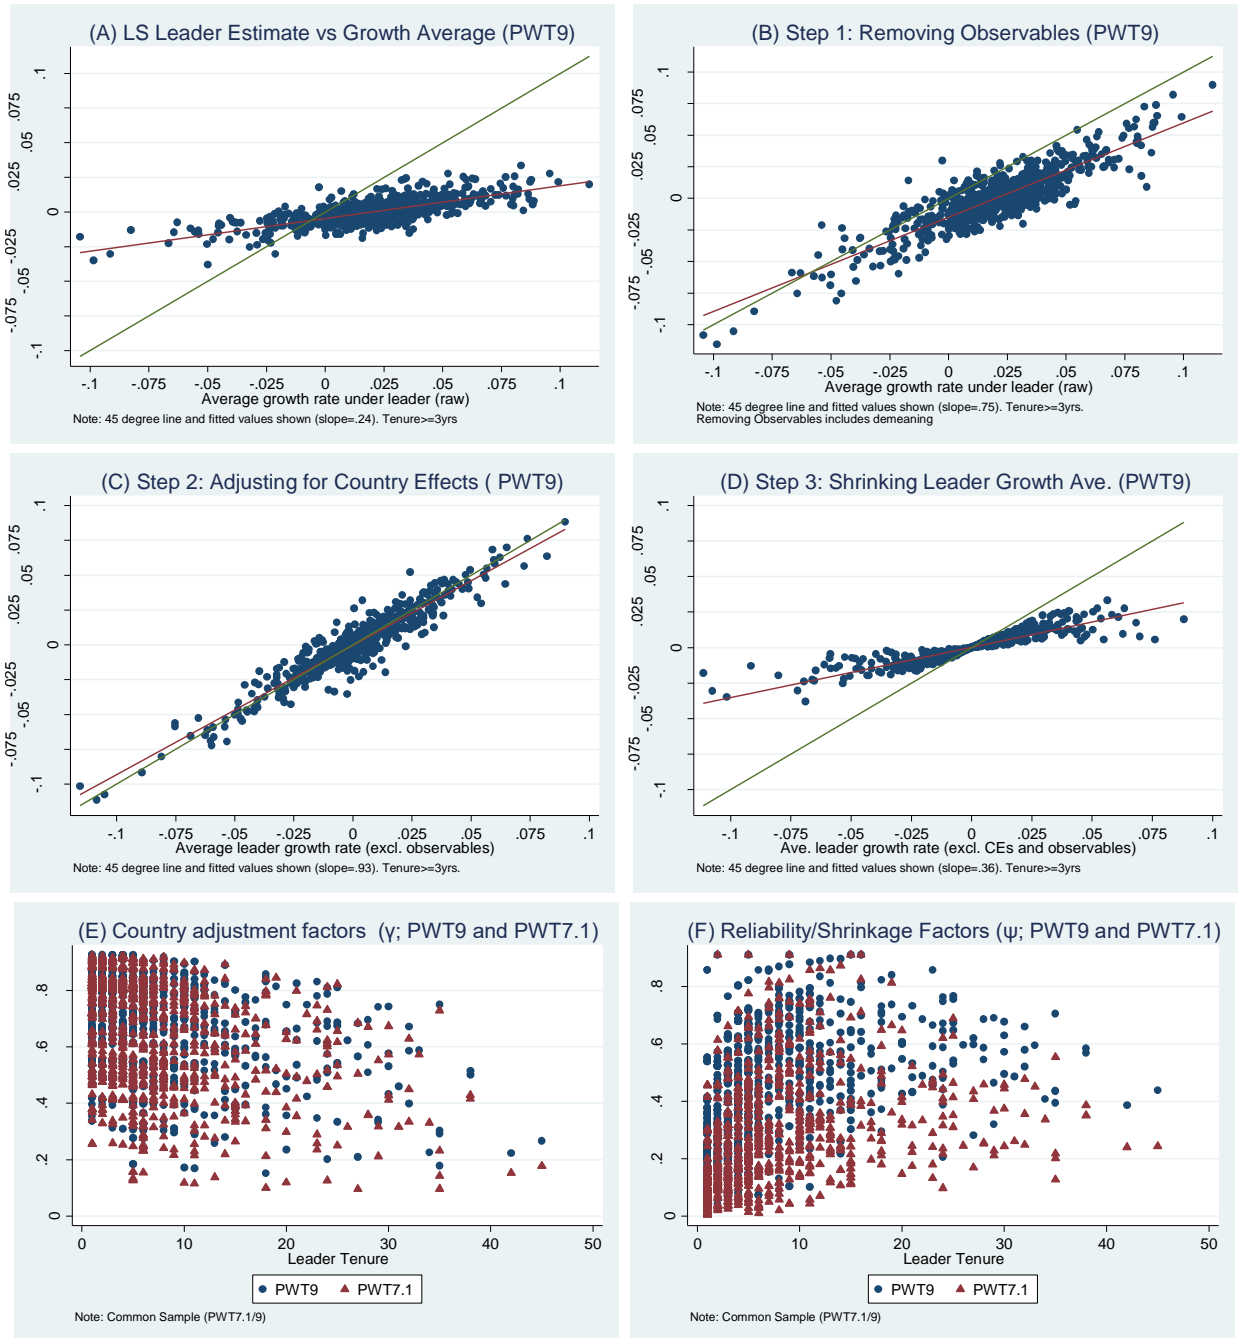 (A) LS Leader Estimate vs Growth Average (PWT9)
.1
.075
.05
.025
0
-.025
-.05
-.075
-.1
-.1 -.075 -.05 -.025 0 .025 .05 .075 .1
Average growth rate under leader (raw)
Note: 45 degree line and fitted values shown (slope=.24). Tenure>=3yrs
(B) Step 1: Removing Observables (PWT9)
.1
.075
.05
.025
0
-.025
-.05
-.075
-.1
-.1 -.075 -.05 -.025 0 .025 .05 .075 .1
Average growth rate under leader (raw)
Note: 45 degree line and fitted values shown (slope=.75). Tenure>=3yrs.
Removing Observables includes demeaning
(C) Step 2: Adjusting for Country Effects ( PWT9)
.1
.075
.05
.025
0
-.025
-.05
-.075
-.1
-.1 -.075 -.05 -.025 0 .025 .05 .075 .1
Average leader growth rate (excl. observables)
Note: 45 degree line and fitted values shown (slope=.93). Tenure>=3yrs.
(D) Step 3: Shrinking Leader Growth Ave. (PWT9)
.1
.075
.05
.025
0
-.025
-.05
-.075
-.1
-.1 -.075 -.05 -.025 0 .025 .05 .075 .1
Ave. leader growth rate (excl. CEs and observables)
Note: 45 degree line and fitted values shown (slope=.36). Tenure>=3yrs
(E) Country adjustment factors (γ; PWT9 and PWT7.1)
.8
.6
.4
.2
0
0 10 20 30 40 50
Leader Tenure
PWT9 PWT7.1
Note: Common Sample (PWT7.1/9)
(F) Reliability/Shrinkage Factors (ψ; PWT9 and PWT7.1)
.8
.6
.4
.2
0
0 10 20 30 40 50
Leader Tenure
PWT9 PWT7.1
Note: Common Sample (PWT7.1/9)